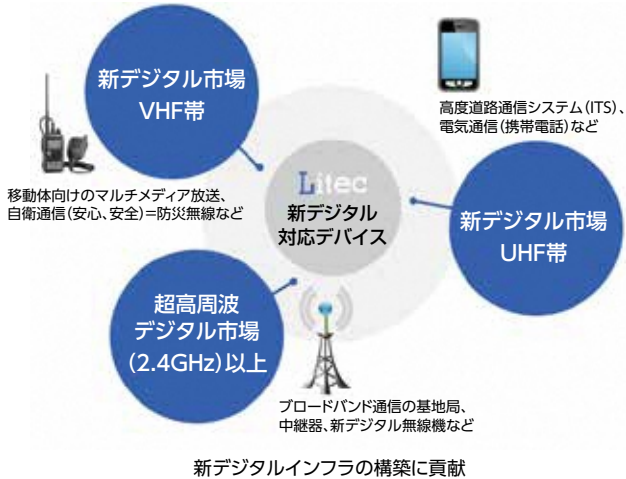 新デジタル市場
VHF帯
高度道路通信システム(ITS)、
電気通信(携帯電話)など
移動体向けのマルチメディア放送、
自衛通信(安心、安全)=防災無線など
Litec
新デジタル
対応デバイス
新デジタル市場
UHF帯
超高周波
デジタル市場
(2.4GHz)以上
ブロードバンド通信の基地局、
中継器、新デジタル無線機など
新デジタルインフラの構築に貢献